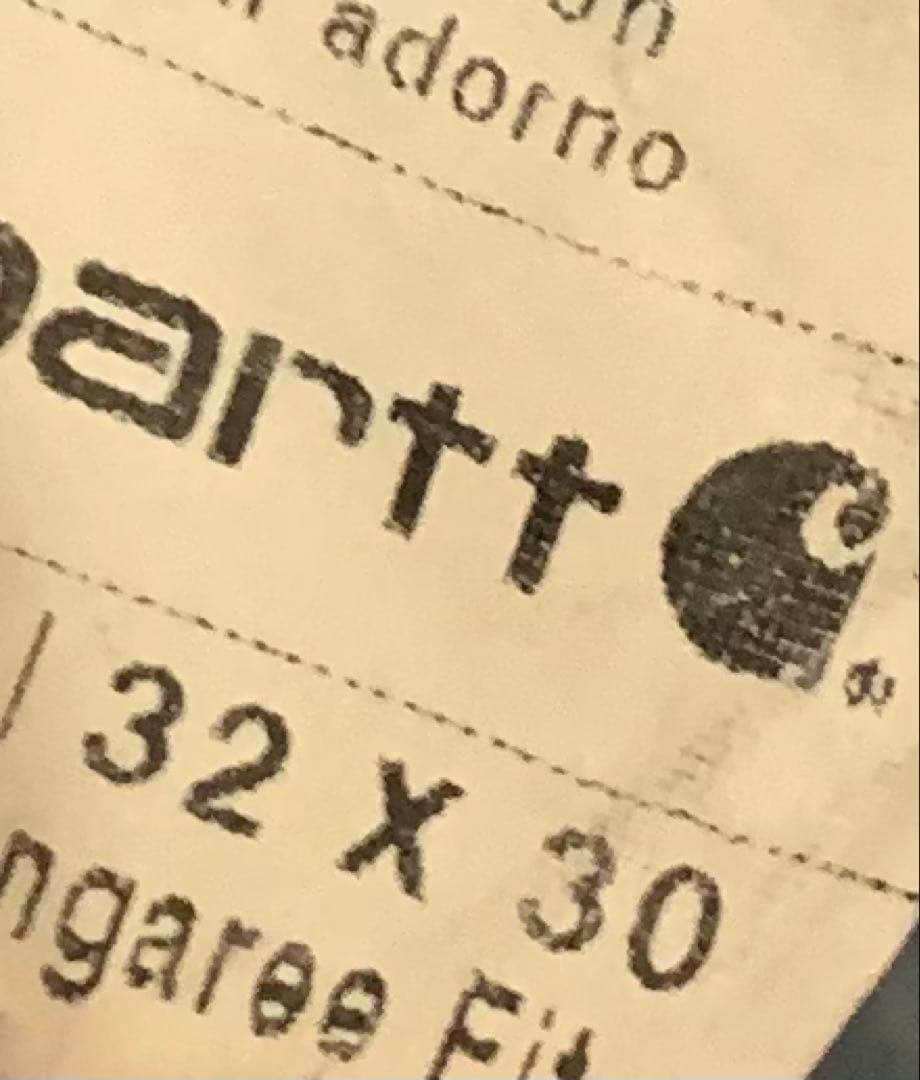 adorno
artt
32 x 30
ngaree Fit